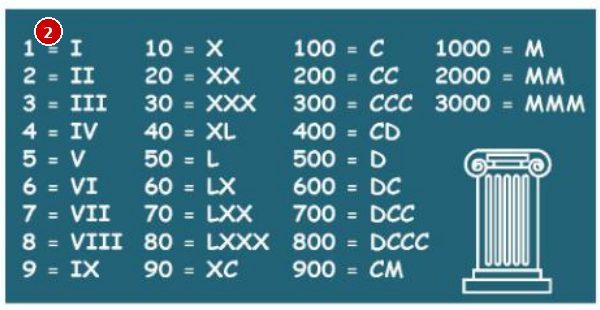 2
1 = I 10 = X 100 = C 1000 = M
2 = II 20 = XX 200 = CC 2000 = MM
3 = III 30 = XXX 300 = CCC 3000 = MMM
4 = IV 40 = XL 400 = CD
5 = V 50 = L 500 = D
6 = VI 60 = LX 600 = DC
7 = VII 70 = LXX 700 = DCC
8 = VIII 80 = LXXX 800 = DCCC
9 = IX 90 = XC 900 = CM